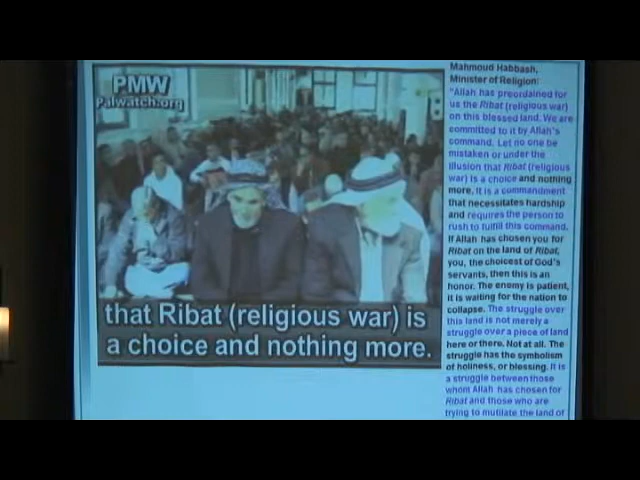 PMW
Palwatch.org
that Ribat (religious war) is
a choice and nothing more.
Mahmoud Habbash,
Minister of Religion:
"Allah has preordained for
us the Ribat (religious war)
on this blessed land. We are
committed to it by Allah's
command. Let no one be
mistaken or under the
illusion that Ribat (religious
war) is a choice and nothing
more. It is a commandment
that necessitates hardship
and requires the person to
rush to fulfill this command.
If Allah has chosen you for
Ribat on the land of Ribat,
you, the choicest of God's
servants, then this is an
honor. The enemy is patient,
it is waiting for the nation to
collapse. The struggle over
this land is not merely a
struggle over a piece of land
here or there. Not at all. The
struggle has the symbolism
of holiness, or blessing. It is
a struggle between those
whom Allah has chosen for
Ribat and those who are
trying to mutilate the land of